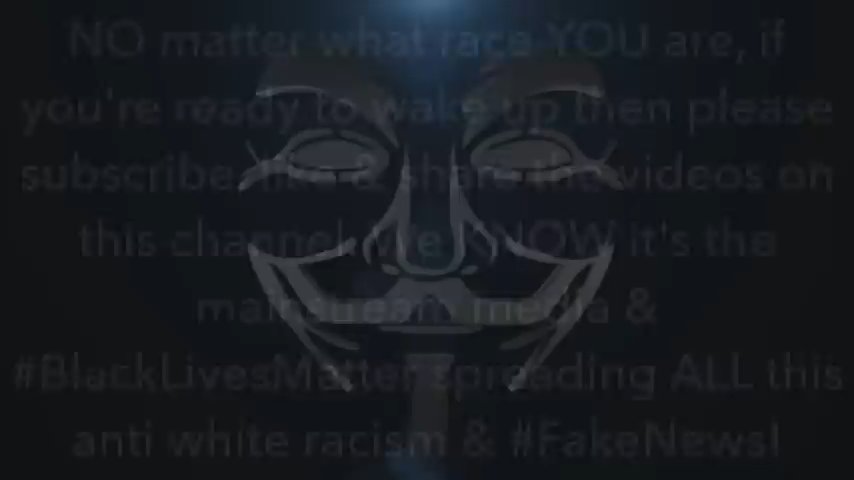 NO matter what race YOU are, if
you're ready to wake up then please
subscribe, like & share the videos on
this channel. We KNOW it's the
mainstream media &
#BlackLivesMatter spreading ALL this
anti white racism & #FakeNews!